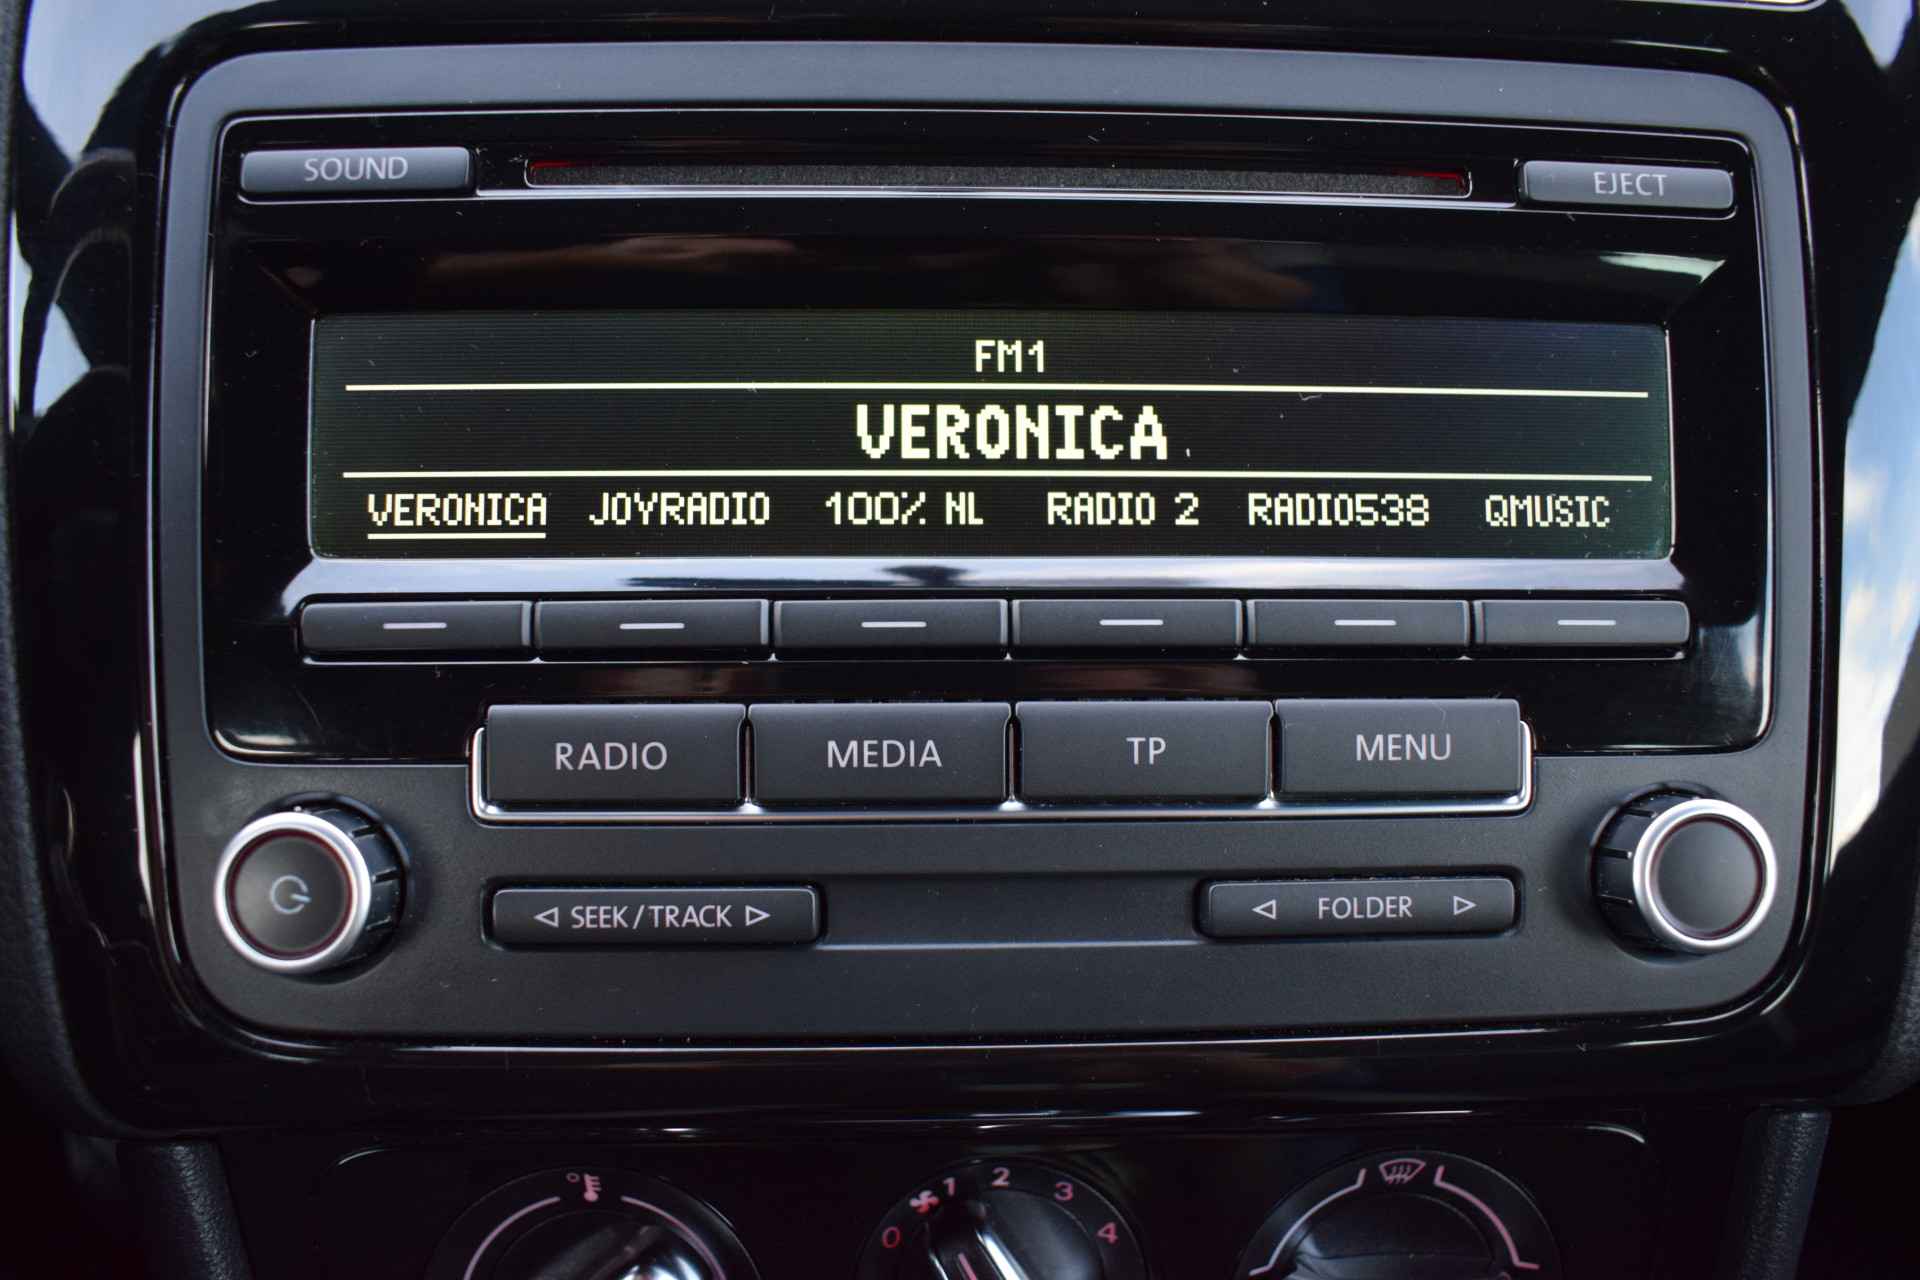 SOUND EJECT
FM1
VERONICA
VERONICA JOYRADIO 100% NL RADIO 2 RADIO538 QMUSIC
RADIO MEDIA TP MENU
◁ SEEK/TRACK ▷ ◁ FOLDER ▷
0 1 2 3 4